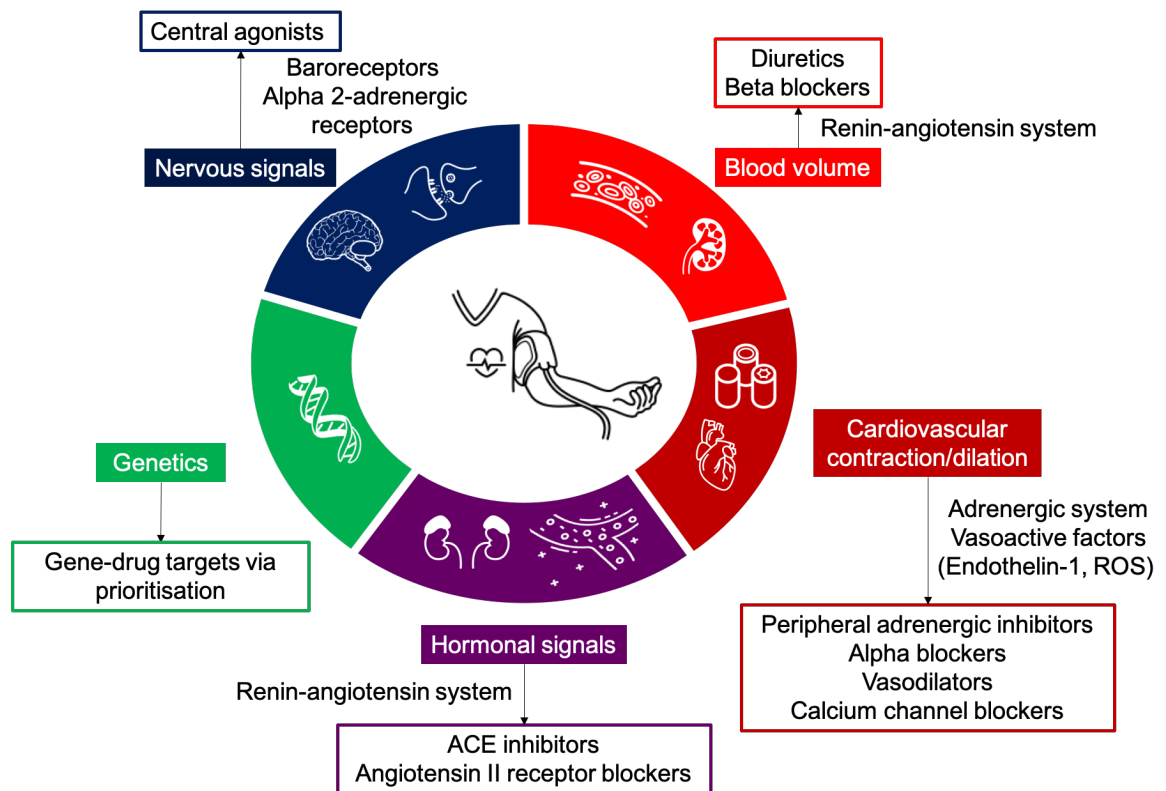 Central agonists
Baroreceptors
Alpha 2-adrenergic
receptors
Nervous signals
Diuretics
Beta blockers
Renin-angiotensin system
Blood volume
Cardiovascular
contraction/dilation
Adrenergic system
Vasoactive factors
(Endothelin-1, ROS)
Peripheral adrenergic inhibitors
Alpha blockers
Vasodilators
Calcium channel blockers
Genetics
Gene-drug targets via
prioritisation
Hormonal signals
Renin-angiotensin system
ACE inhibitors
Angiotensin II receptor blockers